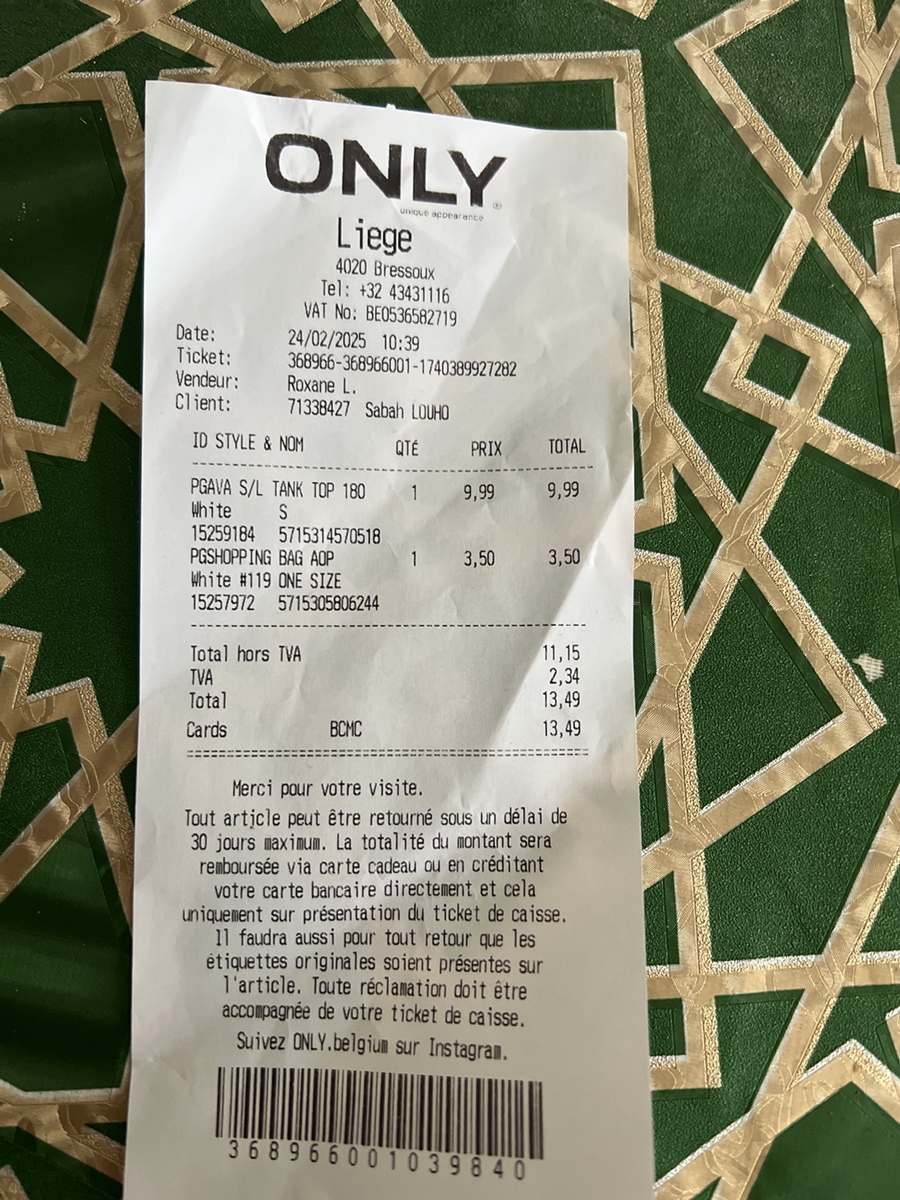 ONLY®
unique appearance
Liege
4020 Bressoux
Tel: +32 43431116
VAT No: BE0536582719
Date: 24/02/2025 10:39
Ticket: 368966-368966001-1740389927282
Vendeur: Roxane L.
Client: 71338427 Sabah LOUHO
ID STYLE & NOM QTÉ PRIX TOTAL
PGAVA S/L TANK TOP 180 1 9,99 9,99
White S
15259184 5715314570518
PGSHOPPING BAG AOP 1 3,50 3,50
White #119 ONE SIZE
15257972 5715305806244
Total hors TVA 11,15
TVA 2,34
Total 13,49
Cards BCMC 13,49
Merci pour votre visite.
Tout article peut être retourné sous un délai de
30 jours maximum. La totalité du montant sera
remboursée via carte cadeau ou en créditant
votre carte bancaire directement et cela
uniquement sur présentation du ticket de caisse.
Il faudra aussi pour tout retour que les
étiquettes originales soient présentes sur
l'article. Toute réclamation doit être
accompagnée de votre ticket de caisse.
Suivez ONLY.belgium sur Instagram.
368966001039840